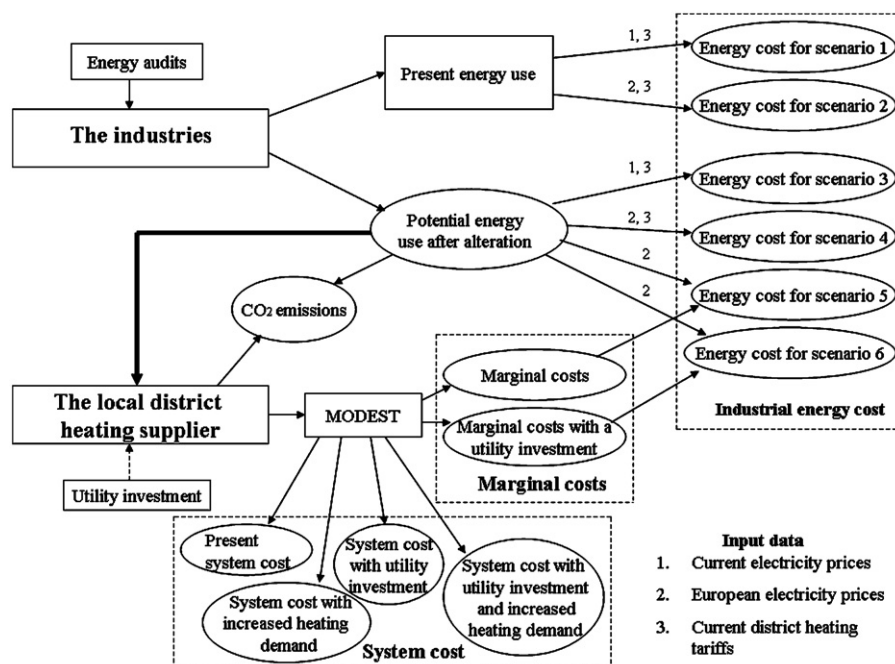 Energy audits
The industries
Present energy use
1, 3
2, 3
Energy cost for scenario 1
Energy cost for scenario 2
1, 3
2, 3
2
2
Energy cost for scenario 3
Energy cost for scenario 4
Energy cost for scenario 5
Energy cost for scenario 6
Industrial energy cost
Potential energy
use after alteration
CO2 emissions
The local district
heating supplier
Utility investment
MODEST
Marginal costs
Marginal costs with a
utility investment
Marginal costs
Present
system cost
System cost with
increased heating
demand
System cost
with utility
investment
System cost with
utility investment
and increased
heating demand
System cost
Input data
1. Current electricity prices
2. European electricity prices
3. Current district heating
tariffs